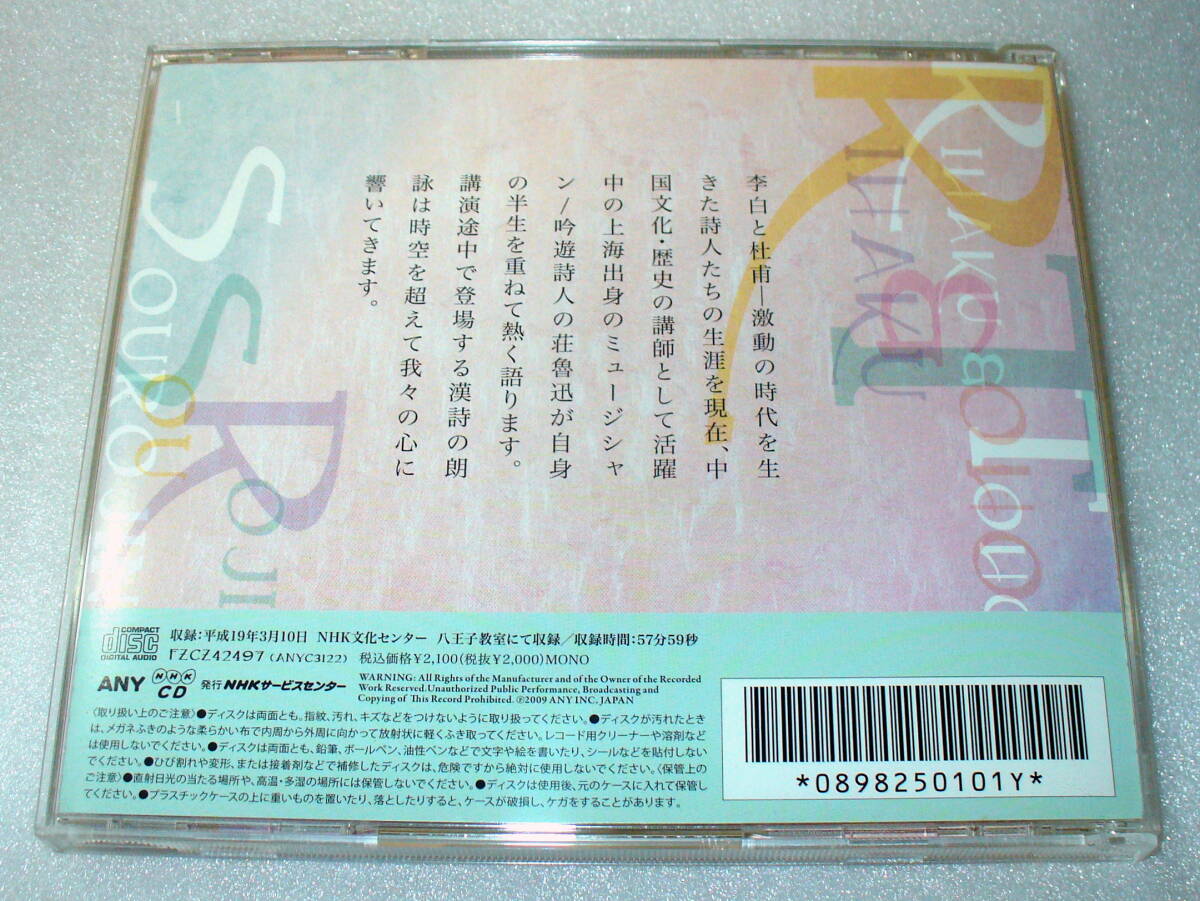 李白と杜甫―激動の時代を生
きた詩人たちの生涯を現在、中
国文化・歴史の講師として活躍
中の上海出身のミュージシャ
ン/吟遊詩人の荘魯迅が自身
の半生を重ねて熱く語ります。
講演途中で登場する漢詩の朗
詠は時空を超えて我々の心に
響いてきます。
RIHAKU & TOHO
RIHAKU
SOU ROJIN
SOU ROJI
COMPACT
disc
DIGITAL AUDIO
収録:平成19年3月10日 NHK文化センター 八王子教室にて収録/収録時間:57分59秒
FZCZ42497 (ANYC3122) 税込価格¥2,100(税抜¥2,000)MONO
ANY NHK CD 発行 NHKサービスセンター
WARNING: All Rights of the Manufacturer and of the Owner of the Recorded
Work Reserved.Unauthorized Public Performance, Broadcasting and
Copying of This Record Prohibited. ℗©2009 ANY INC. JAPAN
〈取り扱い上のご注意〉●ディスクは両面とも。指紋、汚れ、キズなどをつけないように取り扱ってください。●ディスクが汚れたとき
は、メガネふきのような柔らかい布で内周から外周に向かって放射状に軽くふき取ってください。レコード用クリーナーや溶剤など
は使用しないでください。●ディスクは両面とも、鉛筆、ボールペン、油性ペンなどで文字や絵を書いたり、シールなどを貼付しない
でください。●ひび割れや変形、または接着剤などで補修したディスクは、危険ですから絶対に使用しないでください。〈保管上の
ご注意〉●直射日光の当たる場所や、高温・多湿の場所には保管しないでください。●ディスクは使用後、元のケースに入れて保管し
てください。●プラスチックケースの上に重いものを置いたり、落としたりすると、ケースが破損し、ケガをすることがあります。
*0898250101Y*